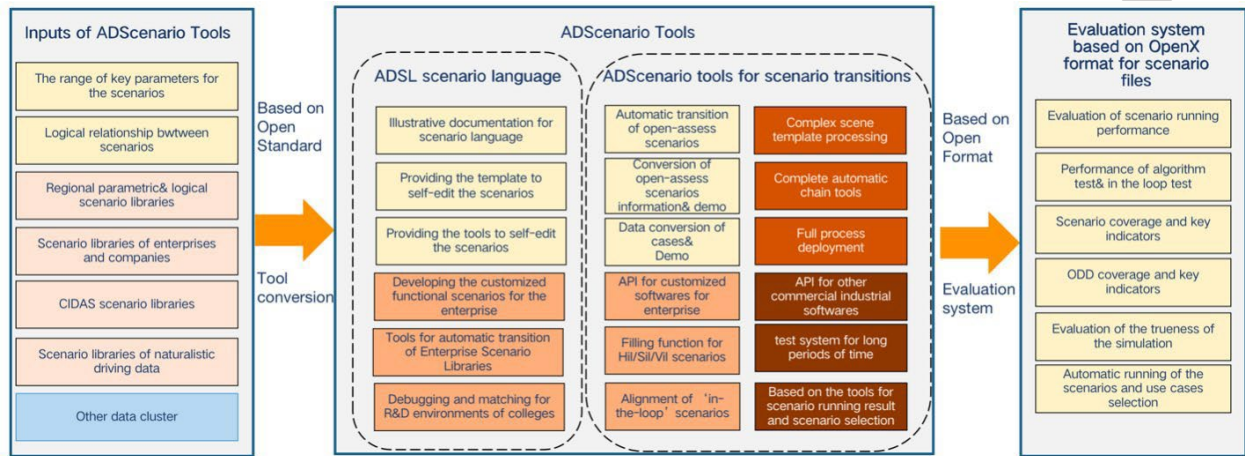 Inputs of ADScenario Tools
The range of key parameters for
the scenarios
Logical relationship bwtween
scenarios
Regional parametric& logical
scenario libraries
Scenario libraries of enterprises
and companies
CIDAS scenario libraries
Scenario libraries of naturalistic
driving data
Other data cluster
Based on
Open
Standard
Tool
conversion
ADScenario Tools
ADSL scenario language
Illustrative documentation for
scenario language
Providing the template to
self-edit the scenarios
Providing the tools to self-edit
the scenarios
Developing the customized
functional scenarios for the
enterprise
Tools for automatic transition
of Enterprise Scenario
Libraries
Debugging and matching for
R&D environments of colleges
ADScenario tools for scenario transitions
Automatic transition
of open-assess
scenarios
Conversion of
open-assess
scenarios
information& demo
Data conversion of
cases&
Demo
API for customized
softwares for
enterprise
Filling function for
Hil/Sil/Vil scenarios
Alignment of ‘in-
the-loop’ scenarios
Complex scene
template processing
Complete automatic
chain tools
Full process
deployment
API for other
commercial industrial
softwares
test system for long
periods of time
Based on the tools for
scenario running result
and scenario selection
Based on
Open
Format
Evaluation
system
Evaluation system
based on OpenX
format for scenario
files
Evaluation of scenario running
performance
Performance of algorithm
test& in the loop test
Scenario coverage and key
indicators
ODD coverage and key
indicators
Evaluation of the trueness of
the simulation
Automatic running of the
scenarios and use cases
selection